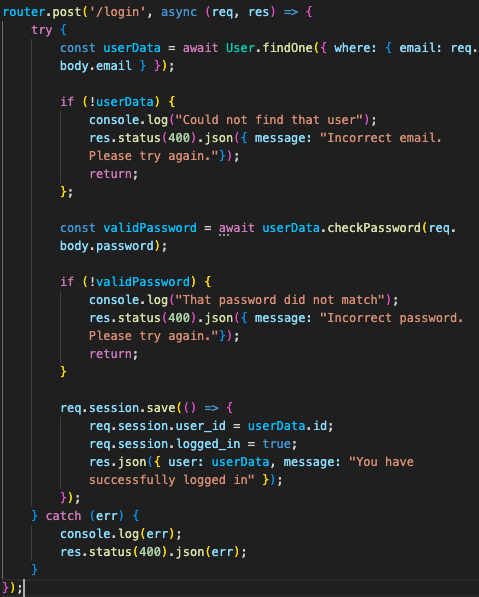 router.post('/login', async (req, res) => {
try {
const userData = await User.findOne({ where: { email: req.
body.email } });
if (!userData) {
console.log("Could not find that user");
res.status(400).json({ message: "Incorrect email.
Please try again."});
return;
};
const validPassword = await userData.checkPassword(req.
body.password);
if (!validPassword) {
console.log("That password did not match");
res.status(400).json({ message: "Incorrect password.
Please try again."});
return;
}
req.session.save(() => {
req.session.user_id = userData.id;
req.session.logged_in = true;
res.json({ user: userData, message: "You have
successfully logged in" });
});
} catch (err) {
console.log(err);
res.status(400).json(err);
}
});